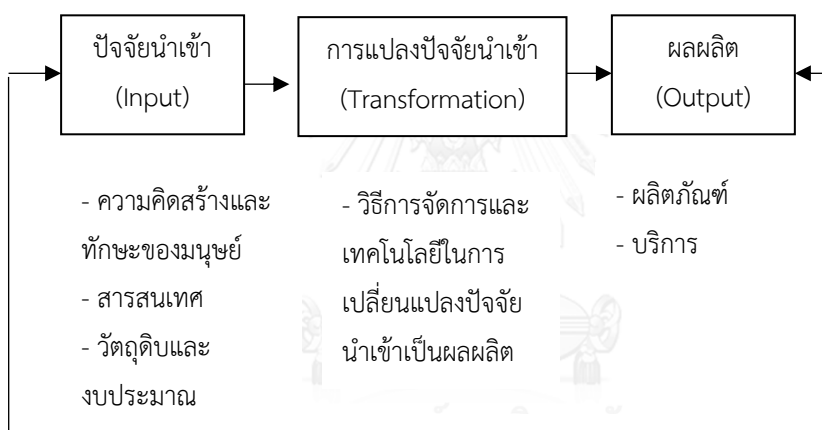 ปัจจัยนำเข้า
(Input)
การแปลงปัจจัยนำเข้า
(Transformation)
ผลผลิต
(Output)
- ความคิดสร้างและ
ทักษะของมนุษย์
- สารสนเทศ
- วัตถุดิบและ
งบประมาณ
- วิธีการจัดการและ
เทคโนโลยีในการ
เปลี่ยนแปลงปัจจัย
นำเข้าเป็นผลผลิต
- ผลิตภัณฑ์
- บริการ